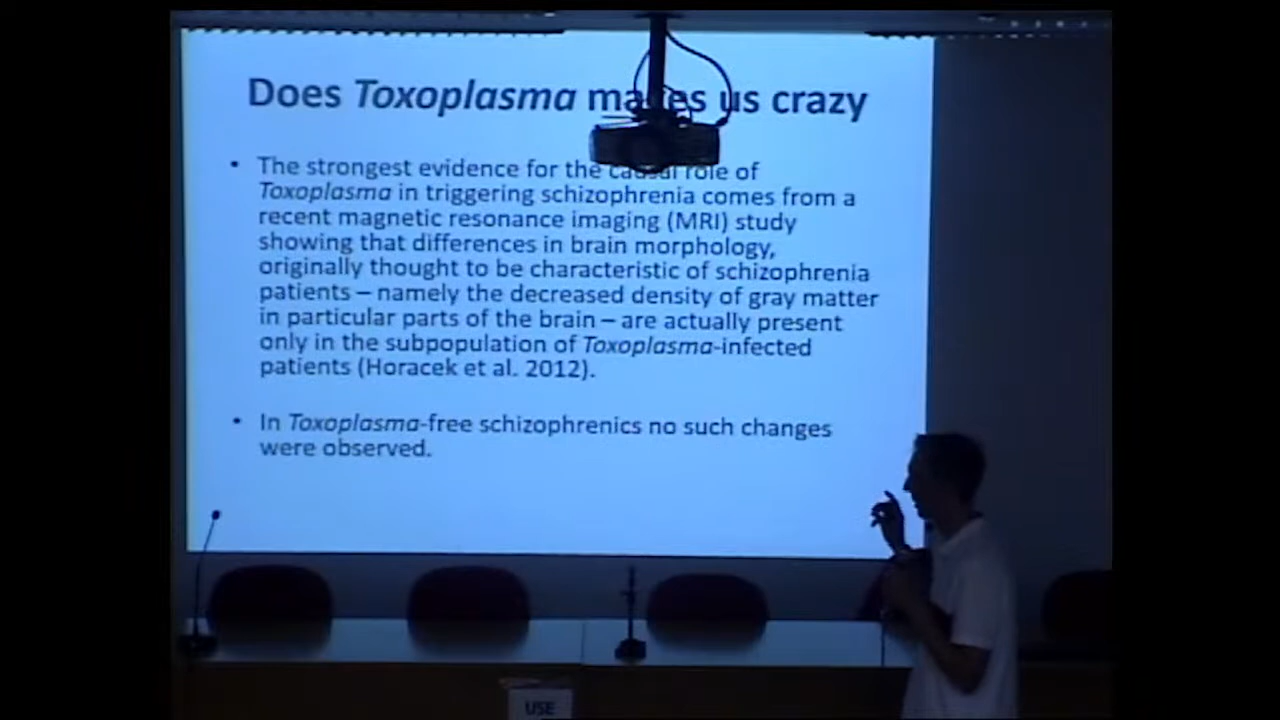 Does Toxoplasma makes us crazy
• The strongest evidence for the causal role of
Toxoplasma in triggering schizophrenia comes from a
recent magnetic resonance imaging (MRI) study
showing that differences in brain morphology,
originally thought to be characteristic of schizophrenia
patients – namely the decreased density of gray matter
in particular parts of the brain – are actually present
only in the subpopulation of Toxoplasma-infected
patients (Horacek et al. 2012).
• In Toxoplasma-free schizophrenics no such changes
were observed.
USE